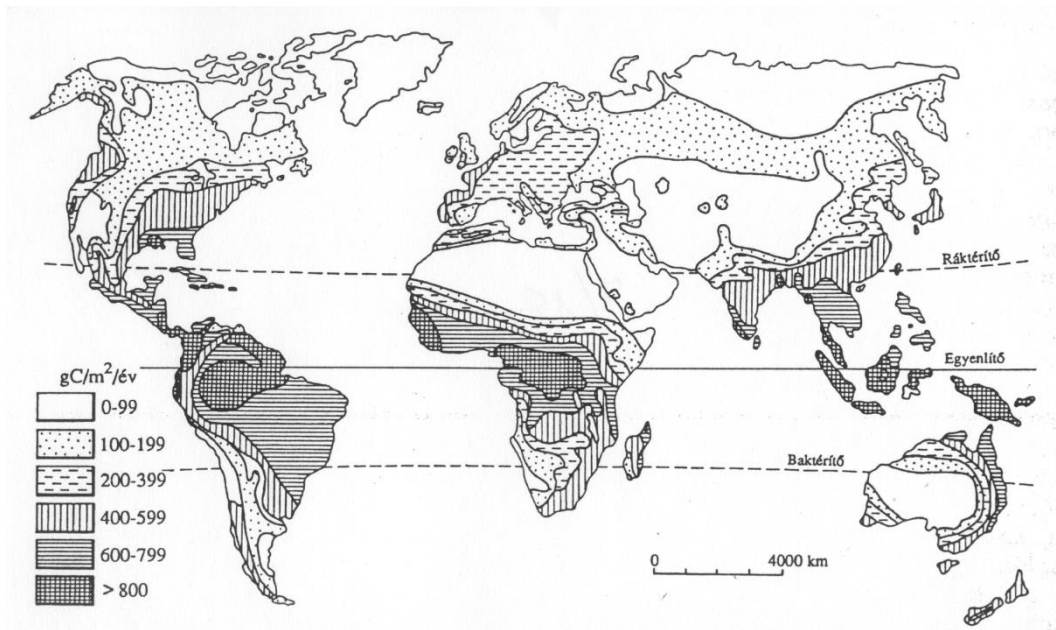 Ráktérítő
Egyenlítő
gC/m²/év
0-99
100-199
200-399
400-599
600-799
> 800
Baktérítő
0 4000 km